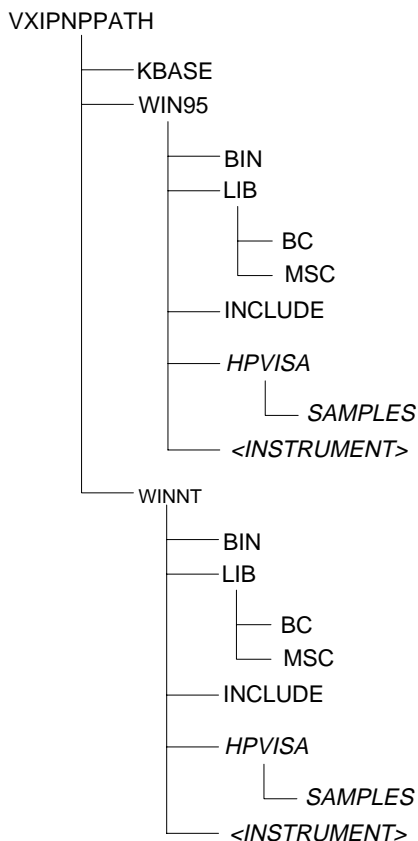 VXIPNPPATH
KBASE
WIN95
BIN
LIB
BC
MSC
INCLUDE
HPVISA
SAMPLES
<INSTRUMENT>
WINNT
BIN
LIB
BC
MSC
INCLUDE
HPVISA
SAMPLES
<INSTRUMENT>